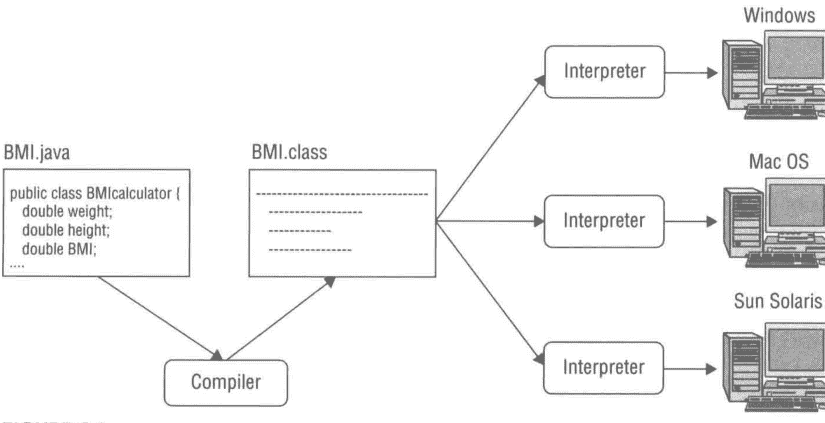 Windows
Interpreter
BMI.java
BMI.class
Mac OS
public class BMIcalculator {
double weight;
double height;
double BMI;
....
Interpreter
Sun Solaris
Compiler
Interpreter